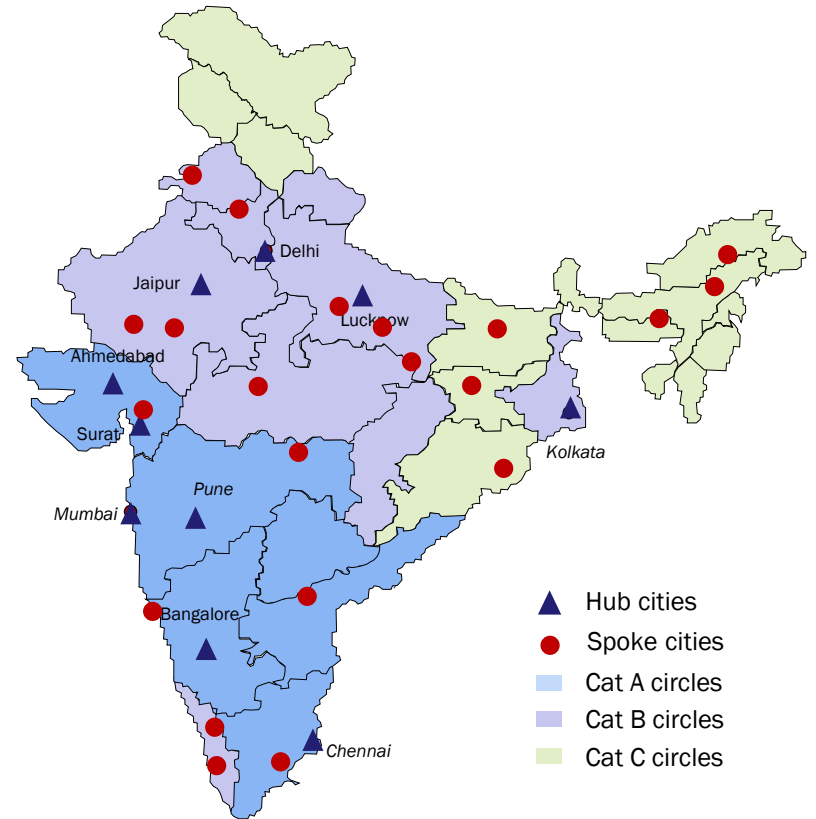 Delhi
Jaipur
Lucknow
Ahmedabad
Surat
Kolkata
Pune
Mumbai
Bangalore
Chennai
Hub cities
Spoke cities
Cat A circles
Cat B circles
Cat C circles